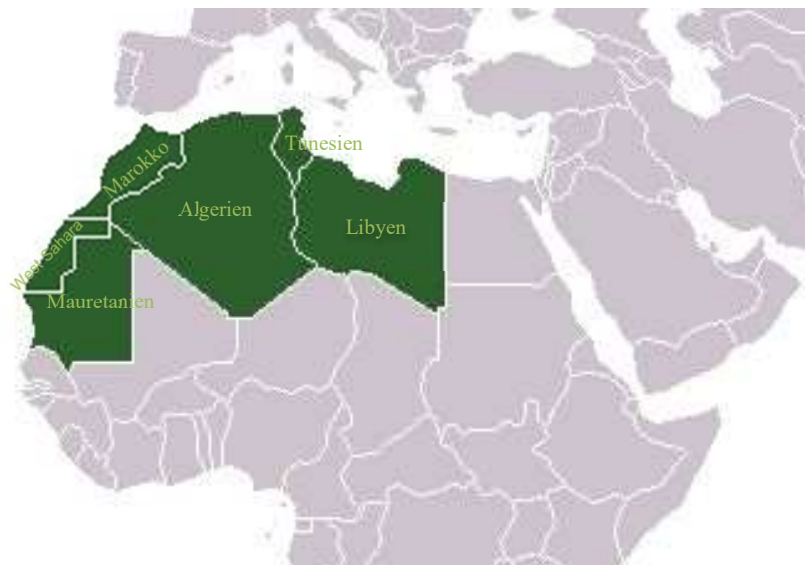 Tunesien
Marokko
Algerien
Libyen
West Sahara
Mauretanien